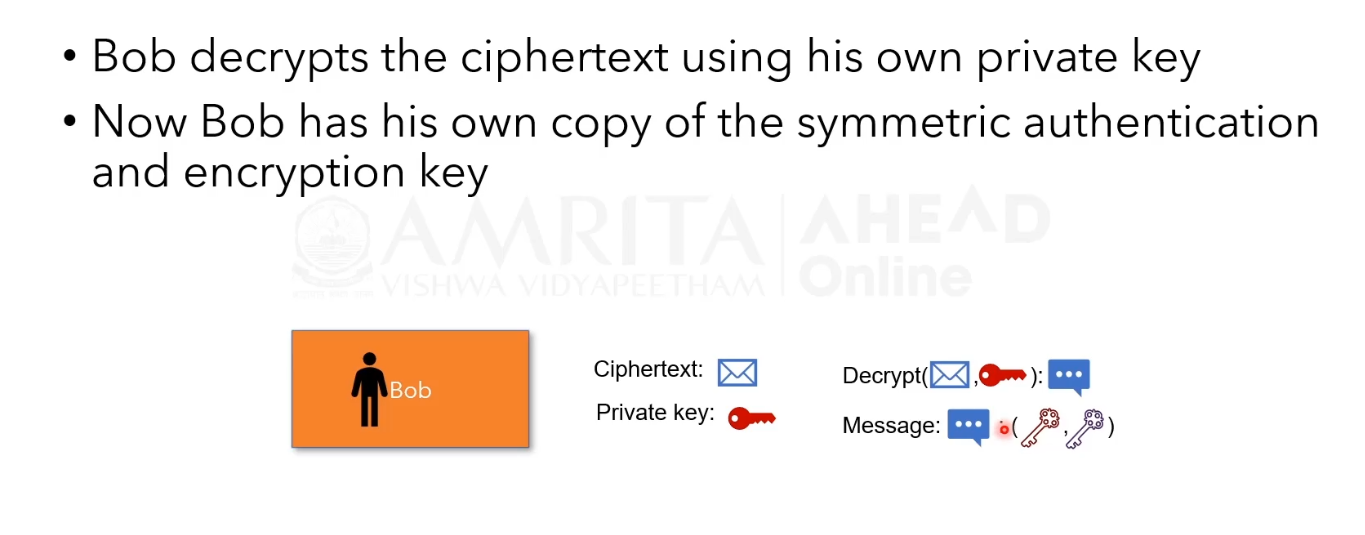 • Bob decrypts the ciphertext using his own private key
• Now Bob has his own copy of the symmetric authentication
and encryption key
AMRITA
VISHWA VIDYAPEETHAM
AHEAD
Online
Bob
Ciphertext:
Private key:
Decrypt( , ):
Message: :( , )